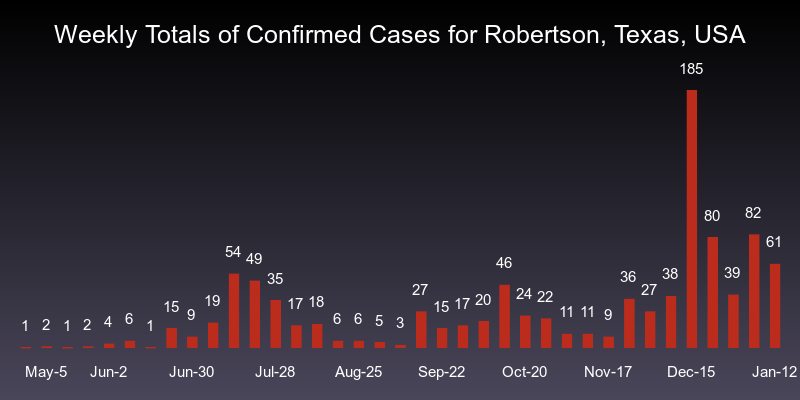 Weekly Totals of Confirmed Cases for Robertson, Texas, USA
1 2 1 2 4 6 1 15 9 19 54 49 35 17 18 6 6 5 3 27 15 17 20 46 24 22 11 11 9 36 27 38 185 80 39 82 61
May-5 Jun-2 Jun-30 Jul-28 Aug-25 Sep-22 Oct-20 Nov-17 Dec-15 Jan-12